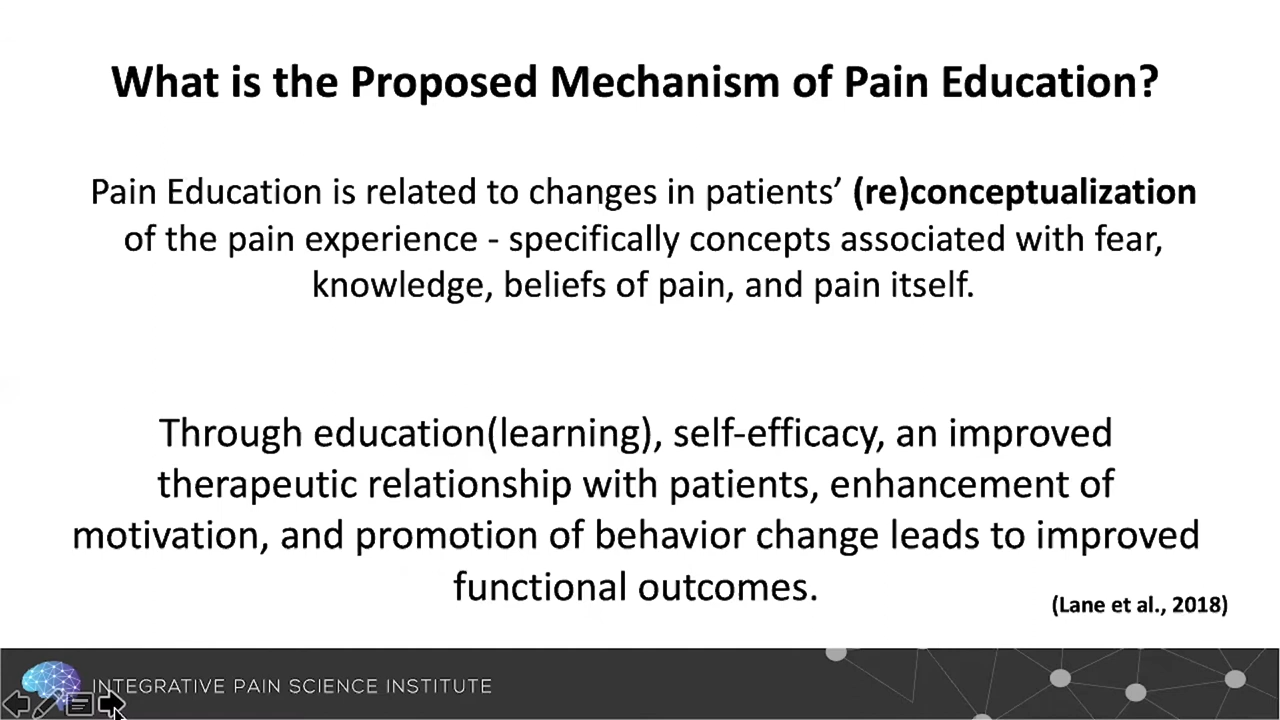 What is the Proposed Mechanism of Pain Education?
Pain Education is related to changes in patients’ (re)conceptualization
of the pain experience - specifically concepts associated with fear,
knowledge, beliefs of pain, and pain itself.
Through education(learning), self-efficacy, an improved
therapeutic relationship with patients, enhancement of
motivation, and promotion of behavior change leads to improved
functional outcomes.
(Lane et al., 2018)
INTEGRATIVE PAIN SCIENCE INSTITUTE